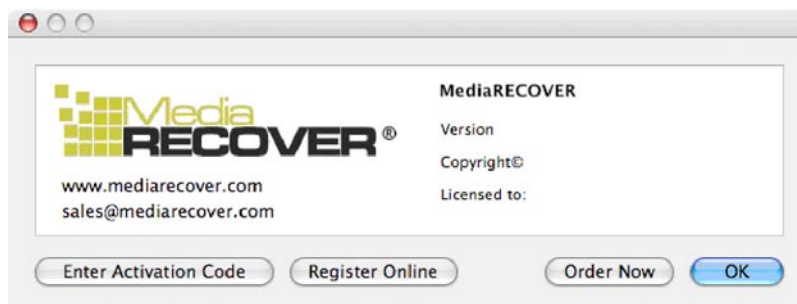 Media
RECOVER®
www.mediarecover.com
sales@mediarecover.com
MediaRECOVER
Version
Copyright©
Licensed to:
Enter Activation Code
Register Online
Order Now
OK